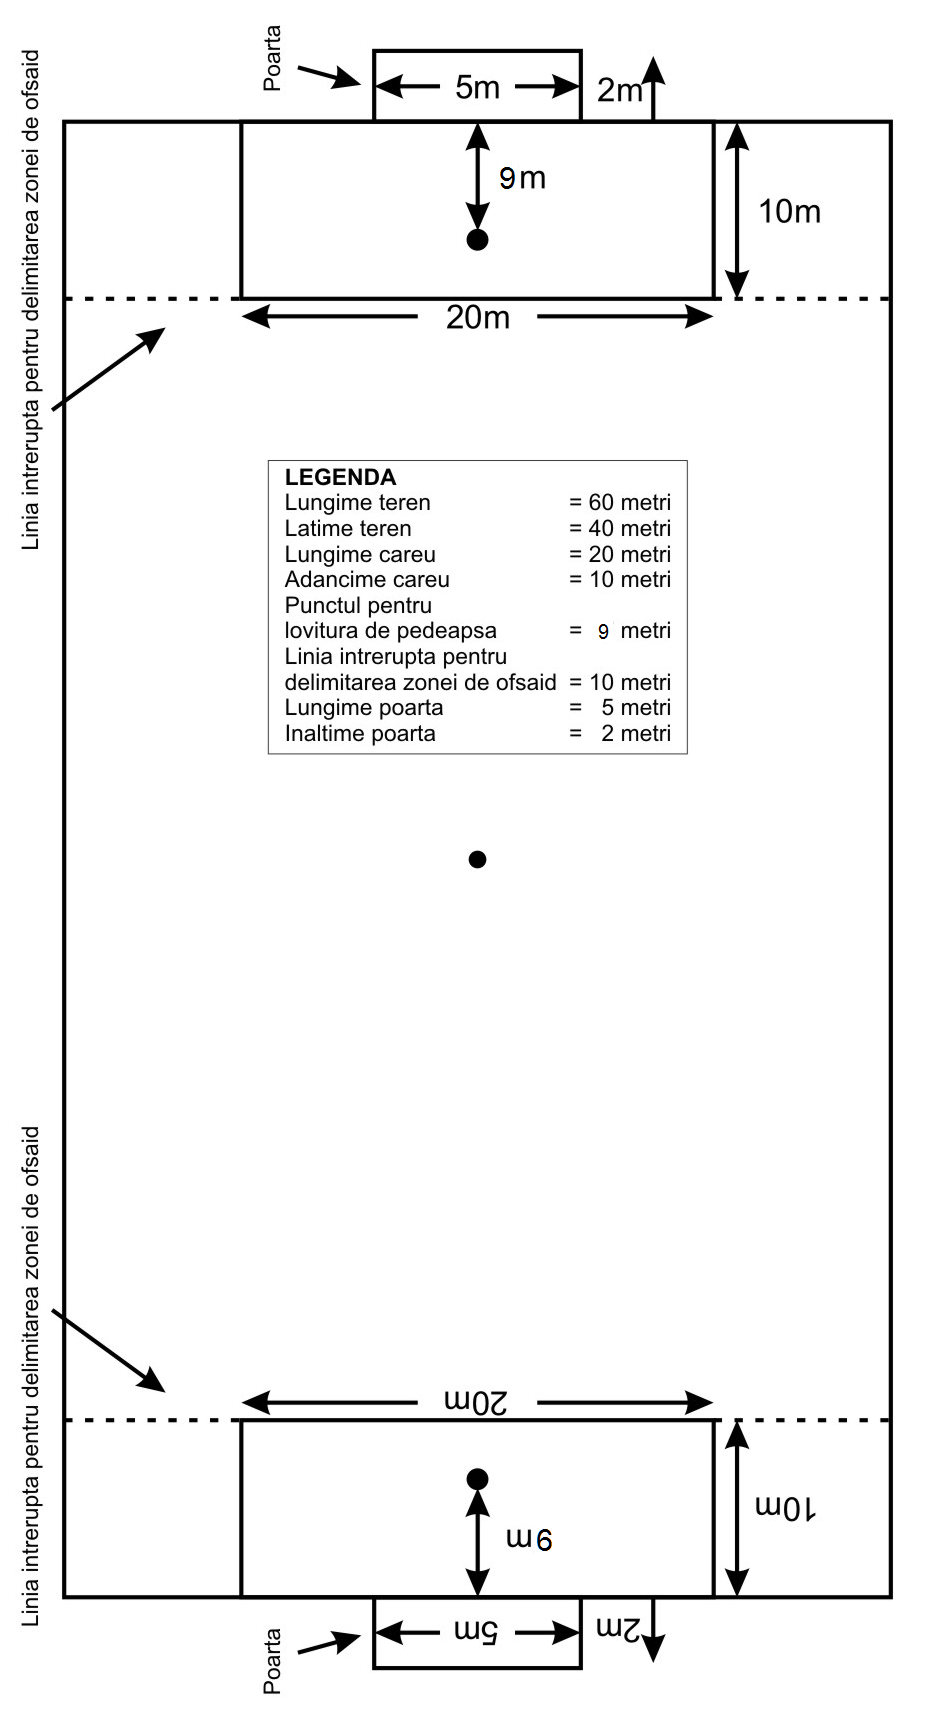 Poarta
5m
2m
Linia intrerupta pentru delimitarea zonei de ofsaid
9m
10m
20m
LEGENDA
Lungime teren = 60 metri
Latime teren = 40 metri
Lungime careu = 20 metri
Adancime careu = 10 metri
Punctul pentru
lovitura de pedeapsa = 9 metri
Linia intrerupta pentru
delimitarea zonei de ofsaid = 10 metri
Lungime poarta = 5 metri
Inaltime poarta = 2 metri
Linia intrerupta pentru delimitarea zonei de ofsaid
20m
10m
9m
5m
2m
Poarta